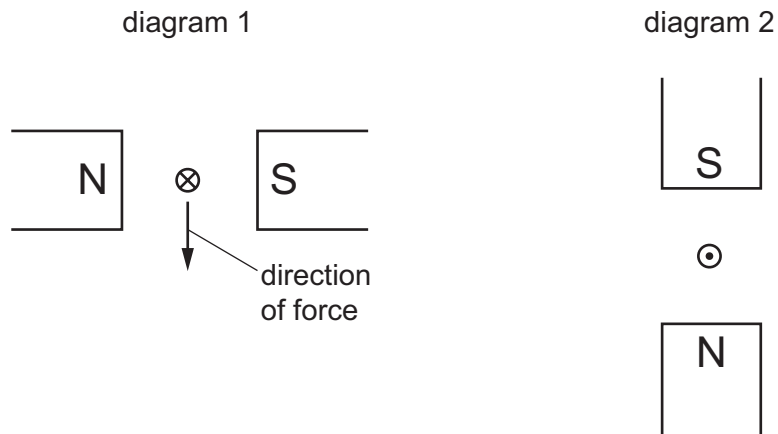 diagram 1
diagram 2
N
S
direction
of force
S
N